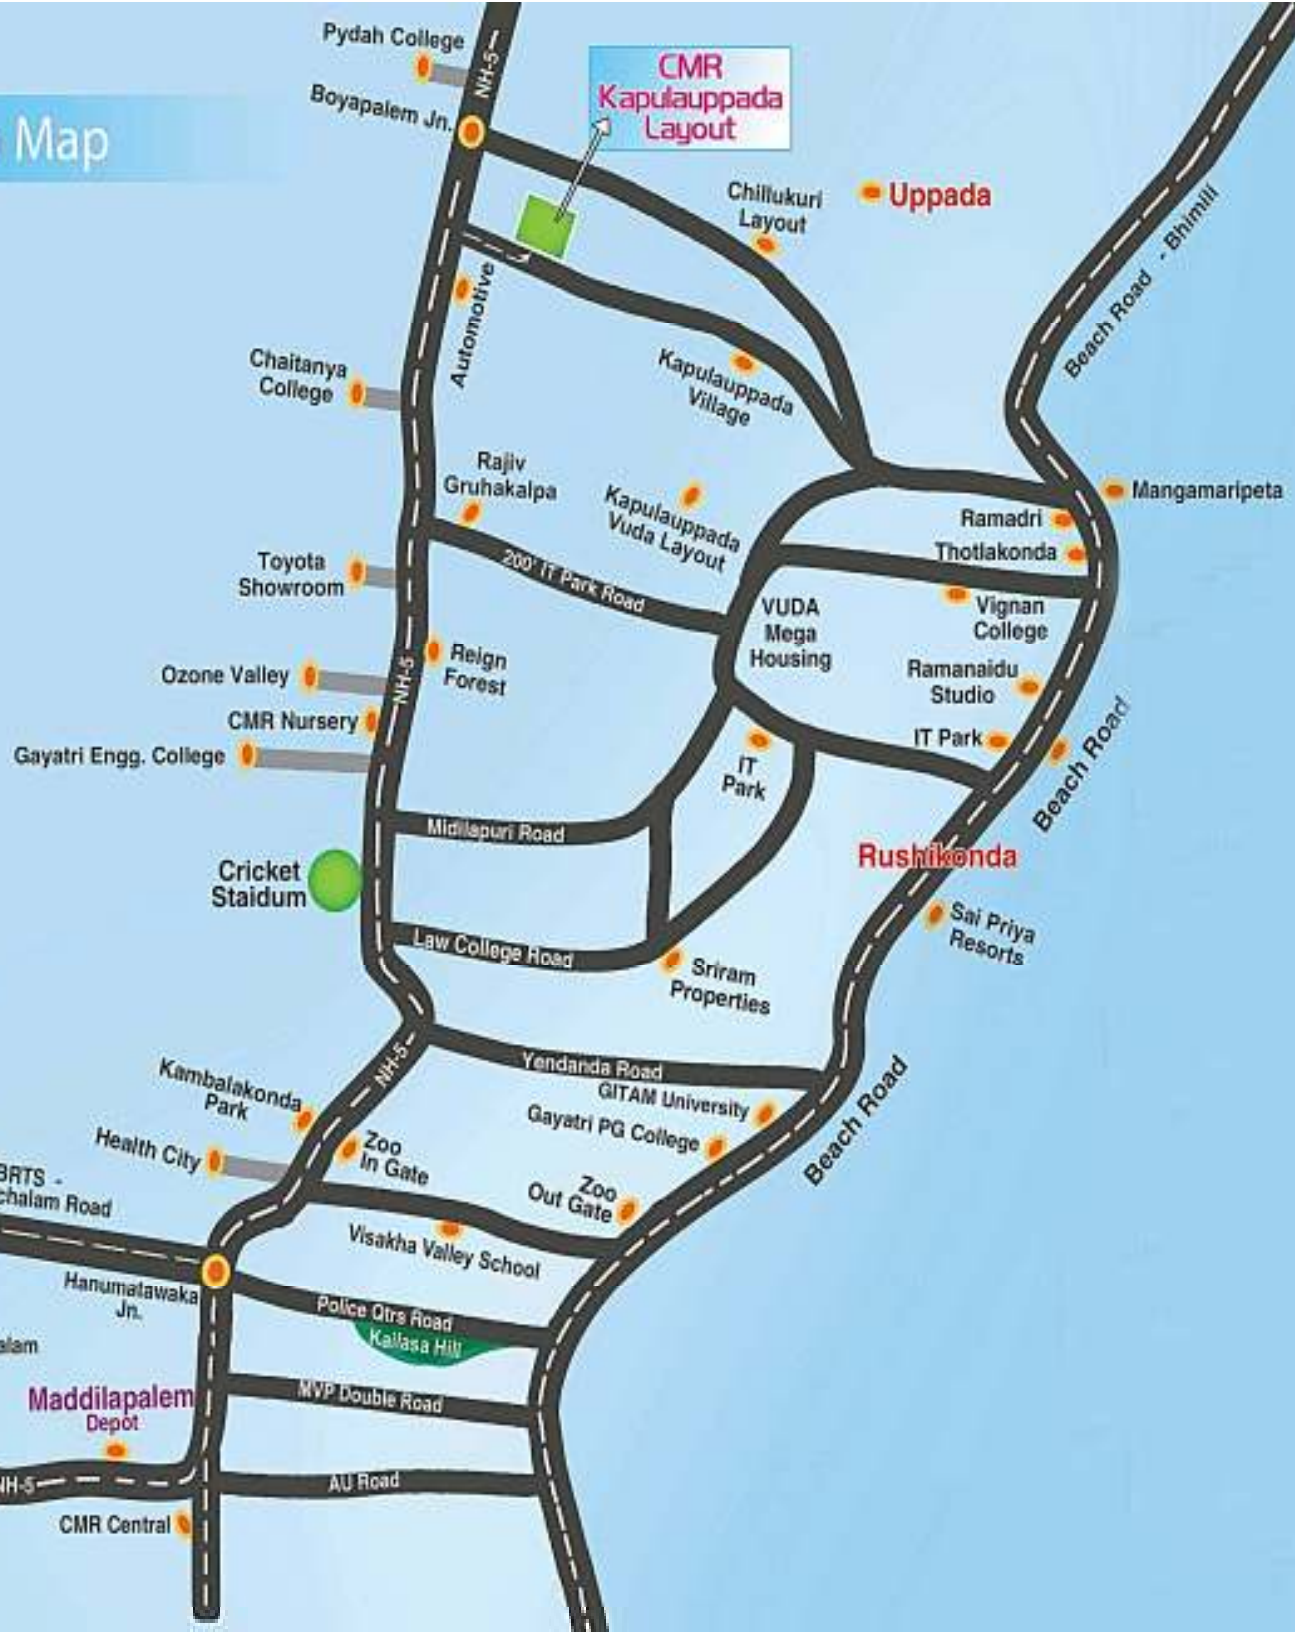 Pydah College
NH-5
Boyapalem Jn.
CMR
Kapulauppada
Layout
Map
Chillukuri
Layout
Uppada
Beach Road - Bhimili
Automotive
Chaitanya
College
Kapulauppada
Village
Rajiv
Gruhakalpa
Kapulauppada
Vuda Layout
Mangamaripeta
Ramadri
Thotlakonda
Toyota
Showroom
200' IT Park Road
VUDA
Mega
Housing
Vignan
College
Reign
Forest
NH-5
Ozone Valley
Ramanaidu
Studio
CMR Nursery
IT Park
Gayatri Engg. College
IT
Park
Beach Road
Midilapuri Road
Cricket
Staidum
Rushikonda
Law College Road
Sai Priya
Resorts
Sriram
Properties
NH-5
Yendanda Road
Kambalakonda
Park
GITAM University
Gayatri PG College
Beach Road
Health City
Zoo
In Gate
Zoo
Out Gate
BRTS -
chalam Road
Visakha Valley School
Hanumatawaka
Jn.
Police Qtrs Road
Kailasa Hill
alam
Maddilapalem
Depot
MVP Double Road
NH-5
AU Road
CMR Central